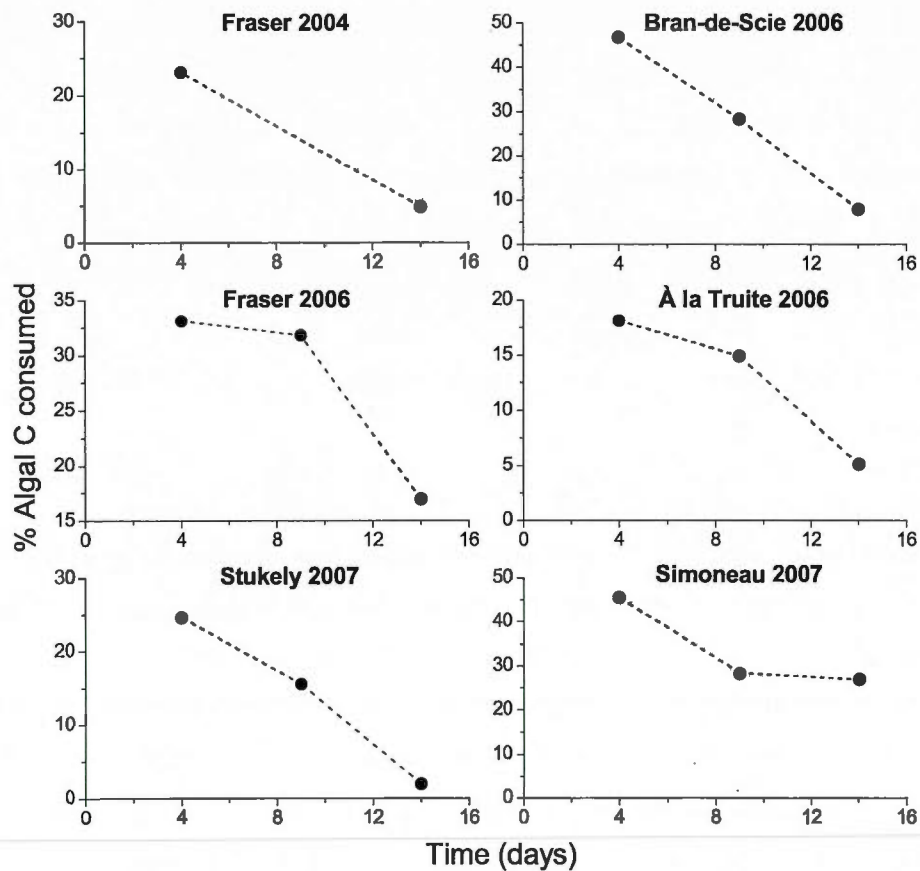 Fraser 2004
30
20
10
0
0 4 8 12 16
Bran-de-Scie 2006
50
40
30
20
10
0
0 4 8 12 16
Fraser 2006
35
30
25
20
15
0 4 8 12 16
À la Truite 2006
20
15
10
5
0
0 4 8 12 16
Stukely 2007
30
20
10
0
0 4 8 12 16
Simoneau 2007
50
40
30
20
10
0
0 4 8 12 16
% Algal C consumed
Time (days)